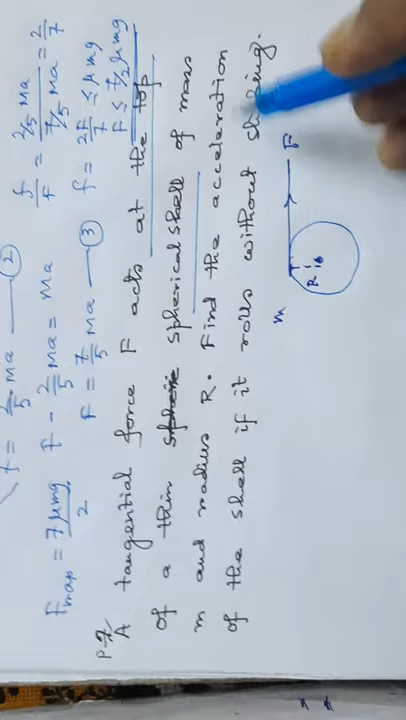 f = 2/5 ma —— ②
F - 2/5 ma = ma
F = 7/5 ma —— ③
f/F = 2/5 ma / 7/5 ma = 2/7
f = 2F/7 ≤ μmg
F ≤ 7/2 μmg
Fmax = 7μmg/2
P-7/ A tangential force F acts at the top
of a thin spherical shell of mass
m and radius R. Find the acceleration
of the shell if it rolls without slipping.
m
R
F